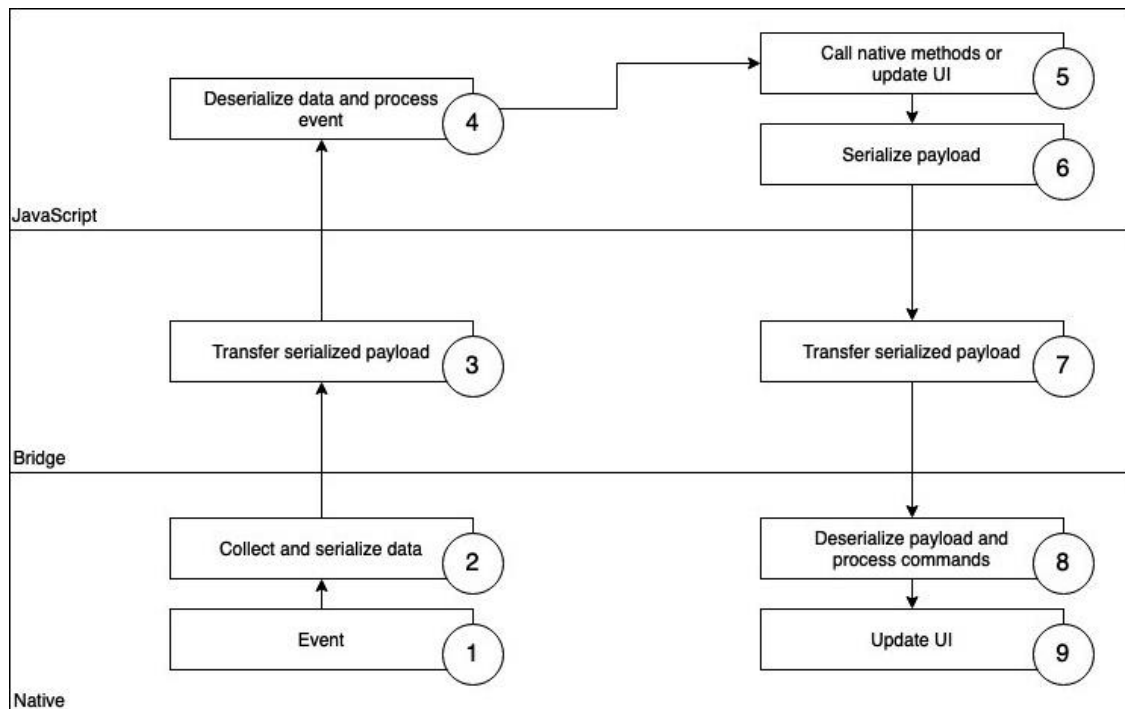 Call native methods or
update UI
5
Deserialize data and process
event
4
Serialize payload
6
JavaScript
Transfer serialized payload
3
Transfer serialized payload
7
Bridge
Collect and serialize data
2
Deserialize payload and
process commands
8
Event
1
Update UI
9
Native